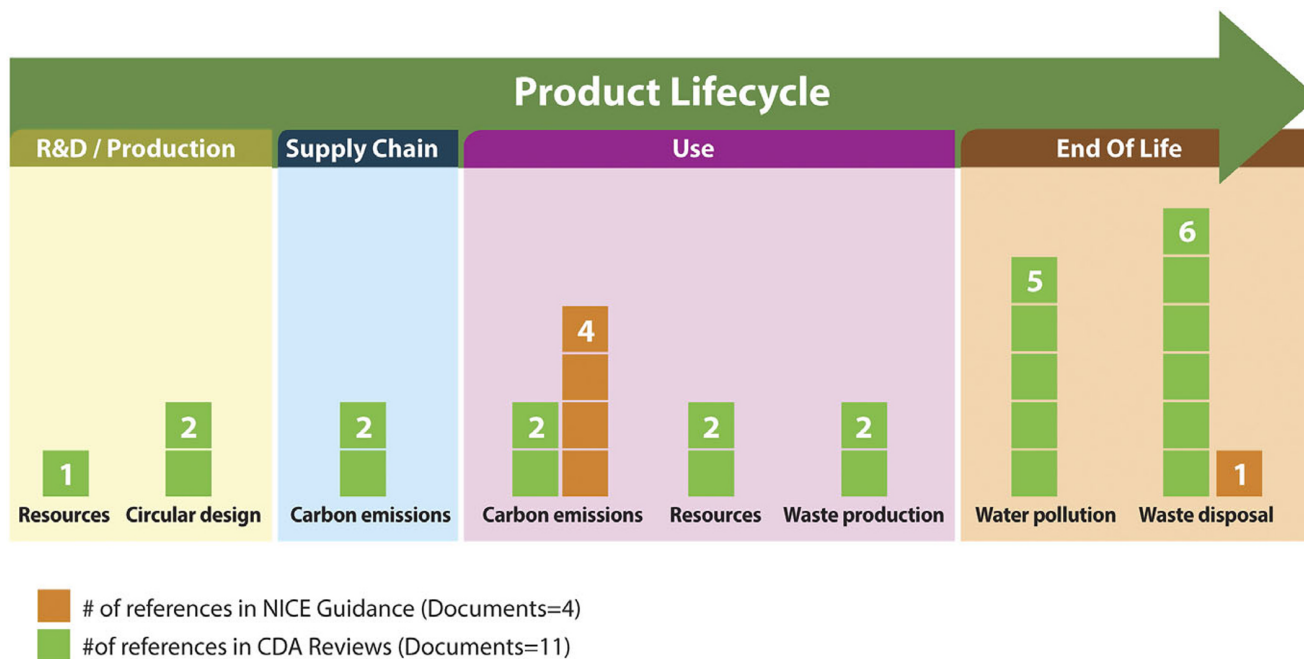 Product Lifecycle
R&D / Production
Supply Chain
Use
End Of Life
1
2
2
2
4
2
2
5
6
1
Resources
Circular design
Carbon emissions
Carbon emissions
Resources
Waste production
Water pollution
Waste disposal
# of references in NICE Guidance (Documents=4)
#of references in CDA Reviews (Documents=11)